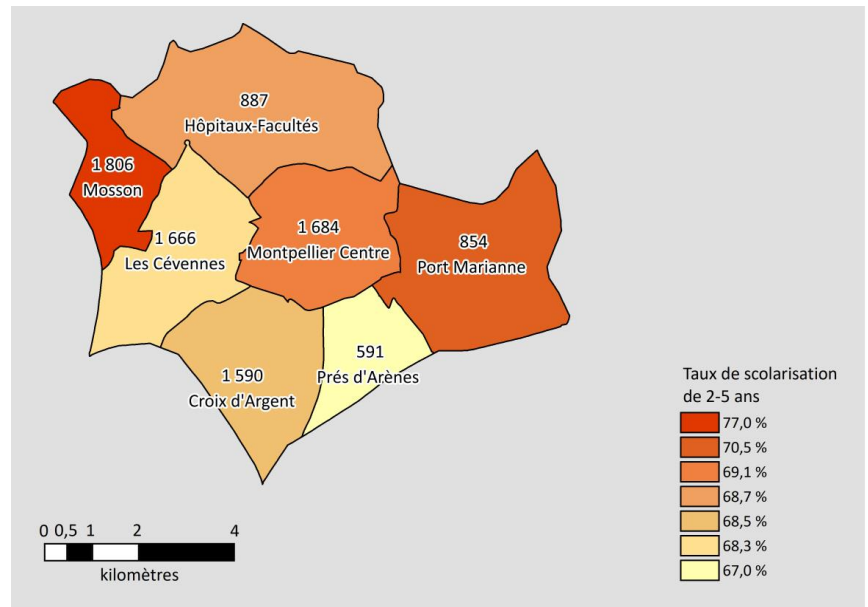 887
Hôpitaux-Facultés
1 806
Mosson
1 684
Montpellier Centre
1 666
Les Cévennes
854
Port Marianne
591
Prés d'Arènes
1 590
Croix d'Argent
Taux de scolarisation
de 2-5 ans
77,0 %
70,5 %
69,1 %
68,7 %
68,5 %
68,3 %
67,0 %
0 0,5 1 2 4
kilomètres